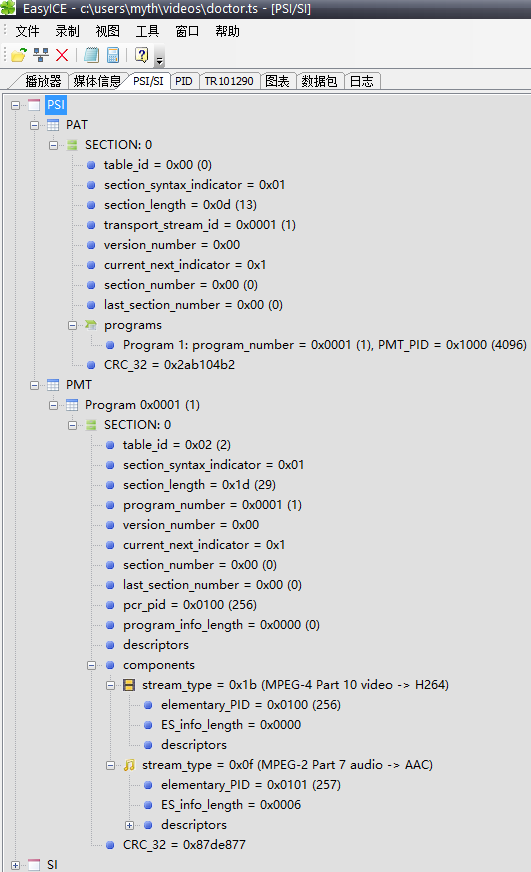 EasyICE - c:\users\myth\videos\doctor.ts - [PSI/SI]
文件 录制 视图 工具 窗口 帮助
播放器 媒体信息 PSI/SI PID TR101290 图表 数据包 日志
PSI
PAT
SECTION: 0
table_id = 0x00 (0)
section_syntax_indicator = 0x01
section_length = 0x0d (13)
transport_stream_id = 0x0001 (1)
version_number = 0x00
current_next_indicator = 0x1
section_number = 0x00 (0)
last_section_number = 0x00 (0)
programs
Program 1: program_number = 0x0001 (1), PMT_PID = 0x1000 (4096)
CRC_32 = 0x2ab104b2
PMT
Program 0x0001 (1)
SECTION: 0
table_id = 0x02 (2)
section_syntax_indicator = 0x01
section_length = 0x1d (29)
program_number = 0x0001 (1)
version_number = 0x00
current_next_indicator = 0x1
section_number = 0x00 (0)
last_section_number = 0x00 (0)
pcr_pid = 0x0100 (256)
program_info_length = 0x0000 (0)
descriptors
components
stream_type = 0x1b (MPEG-4 Part 10 video -> H264)
elementary_PID = 0x0100 (256)
ES_info_length = 0x0000
descriptors
stream_type = 0x0f (MPEG-2 Part 7 audio -> AAC)
elementary_PID = 0x0101 (257)
ES_info_length = 0x0006
descriptors
CRC_32 = 0x87de877
SI